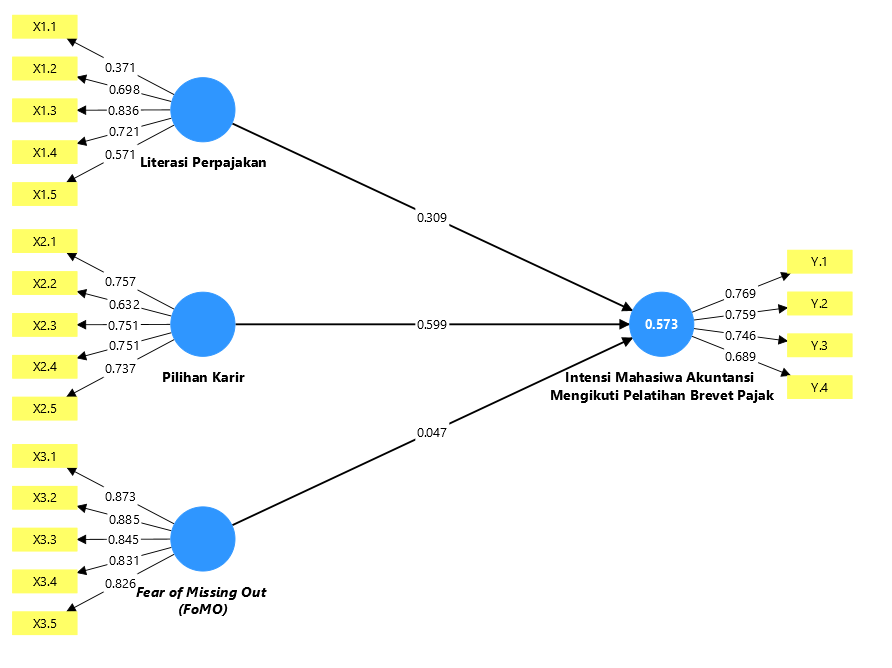 X1.1
0.371
X1.2
0.698
X1.3
0.836
X1.4
0.721
X1.5
0.571
Literasi Perpajakan
0.309
X2.1
0.757
X2.2
0.632
X2.3
0.751
X2.4
0.751
X2.5
0.737
Pilihan Karir
0.599
X3.1
0.873
X3.2
0.885
X3.3
0.845
X3.4
0.831
X3.5
0.826
Fear of Missing Out
(FoMO)
0.047
0.573
Intensi Mahasiwa Akuntansi
Mengikuti Pelatihan Brevet Pajak
Y.1
0.769
Y.2
0.759
Y.3
0.746
Y.4
0.689